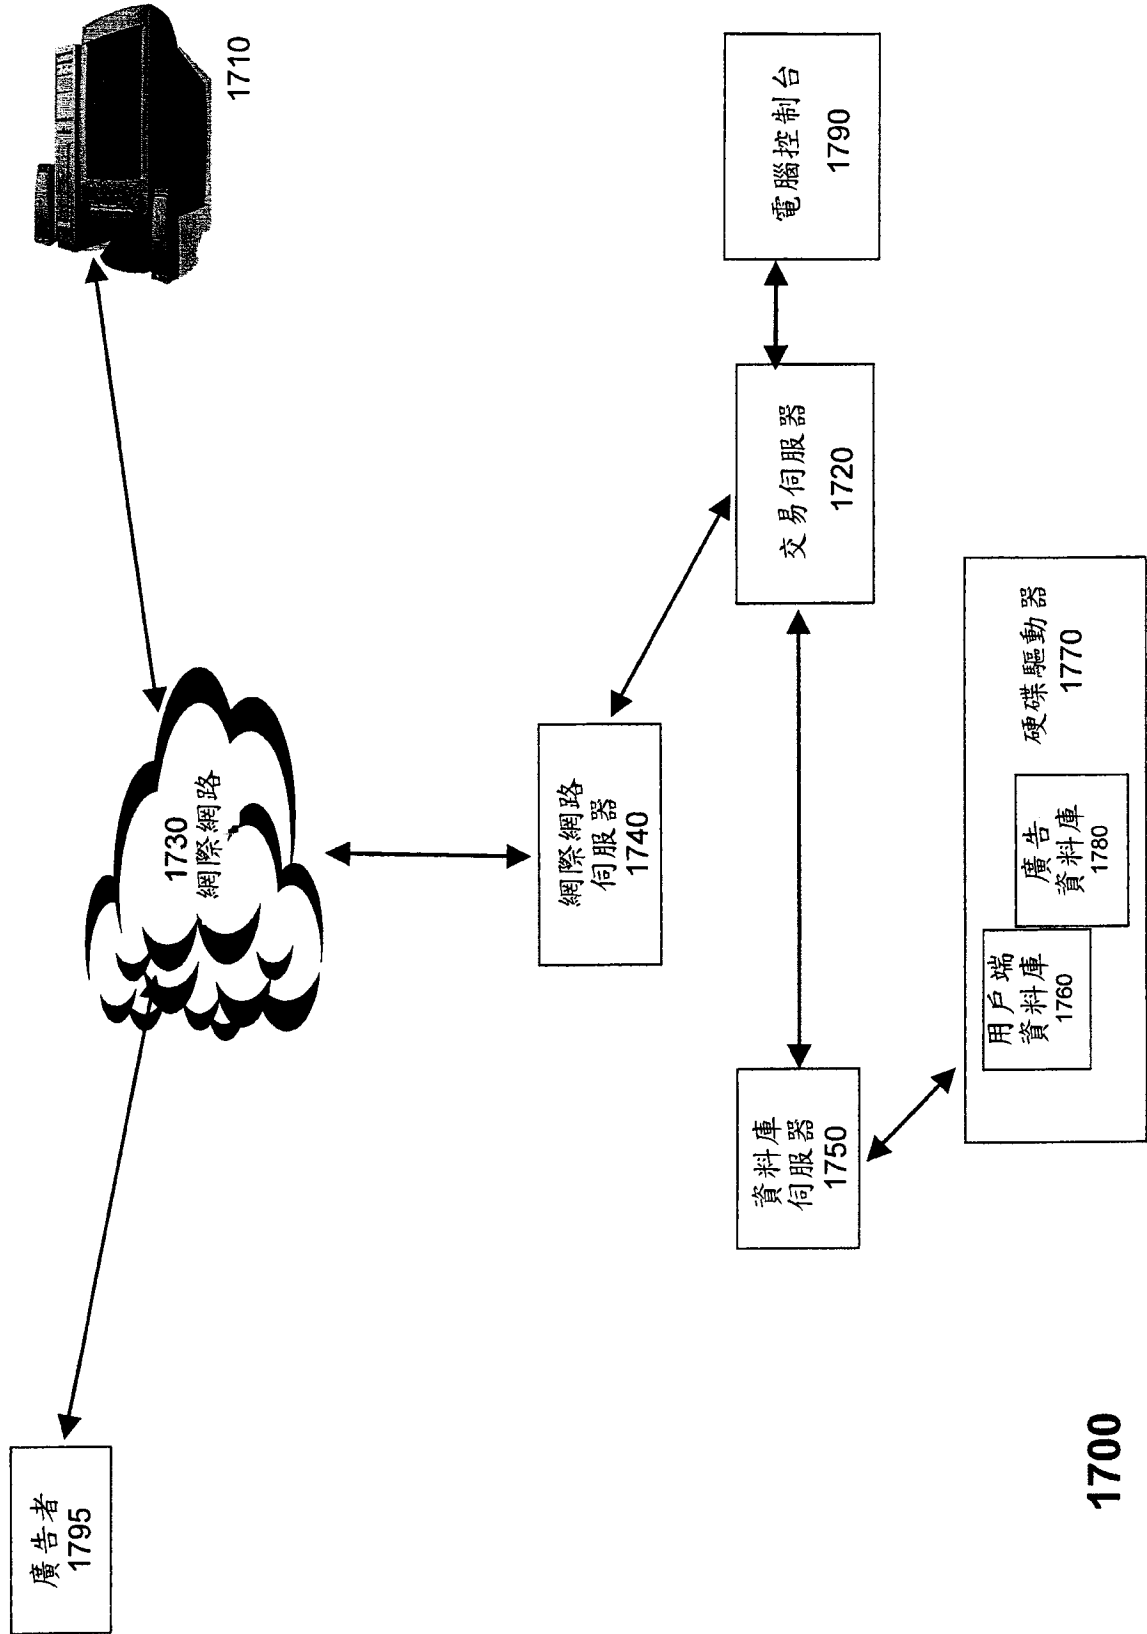 廣告者
1795
1730
網際網路
1710
網際網路
伺服器
1740
資料庫
伺服器
1750
交易伺服器
1720
電腦控制台
1790
用戶端
資料庫
1760
廣告
資料庫
1780
硬碟驅動器
1770
1700